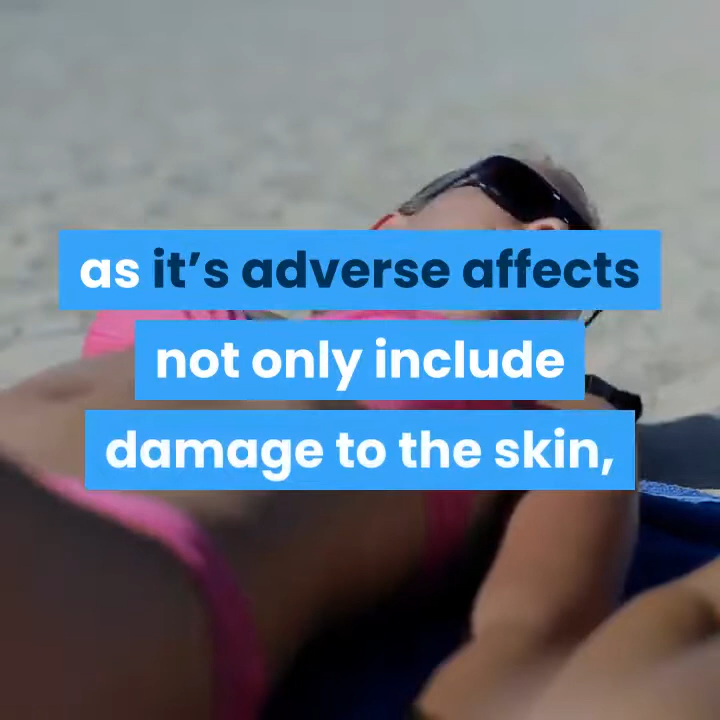 as it’s adverse affects
not only include
damage to the skin,